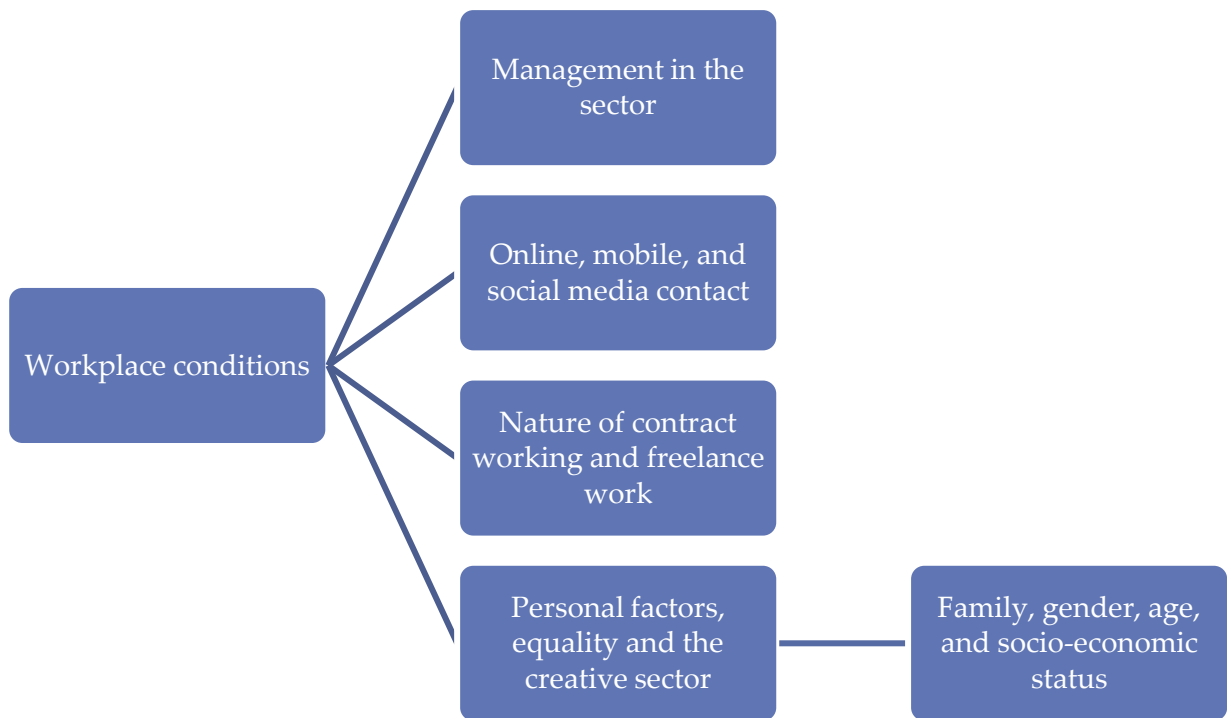 Management in the
sector
Online, mobile, and
social media contact
Workplace conditions
Nature of contract
working and freelance
work
Personal factors,
equality and the
creative sector
Family, gender, age,
and socio-economic
status